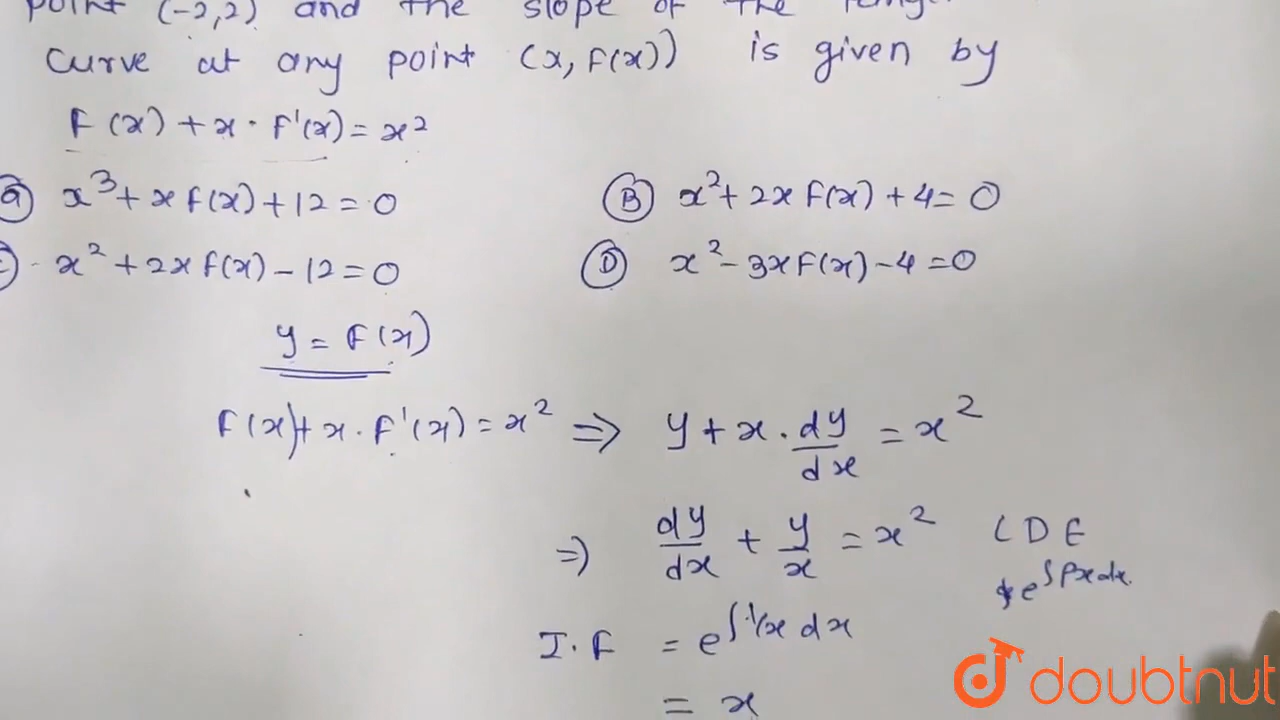 point (-2,2) and the slope of the
curve at any point (x, f(x)) is given by
f(x) + x · f'(x) = x²
(a) x³ + x f(x) + 12 = 0
(B) x² + 2x f(x) + 4 = 0
x² + 2x f(x) - 12 = 0
(D) x² - 3x f(x) - 4 = 0
y = f(x)
f(x) + x · f'(x) = x² ⇒ y + x · dy/dx = x²
⇒ dy/dx + y/x = x² LDE
e^∫Px dx.
I.F = e^∫1/x dx
= x
doubtnut